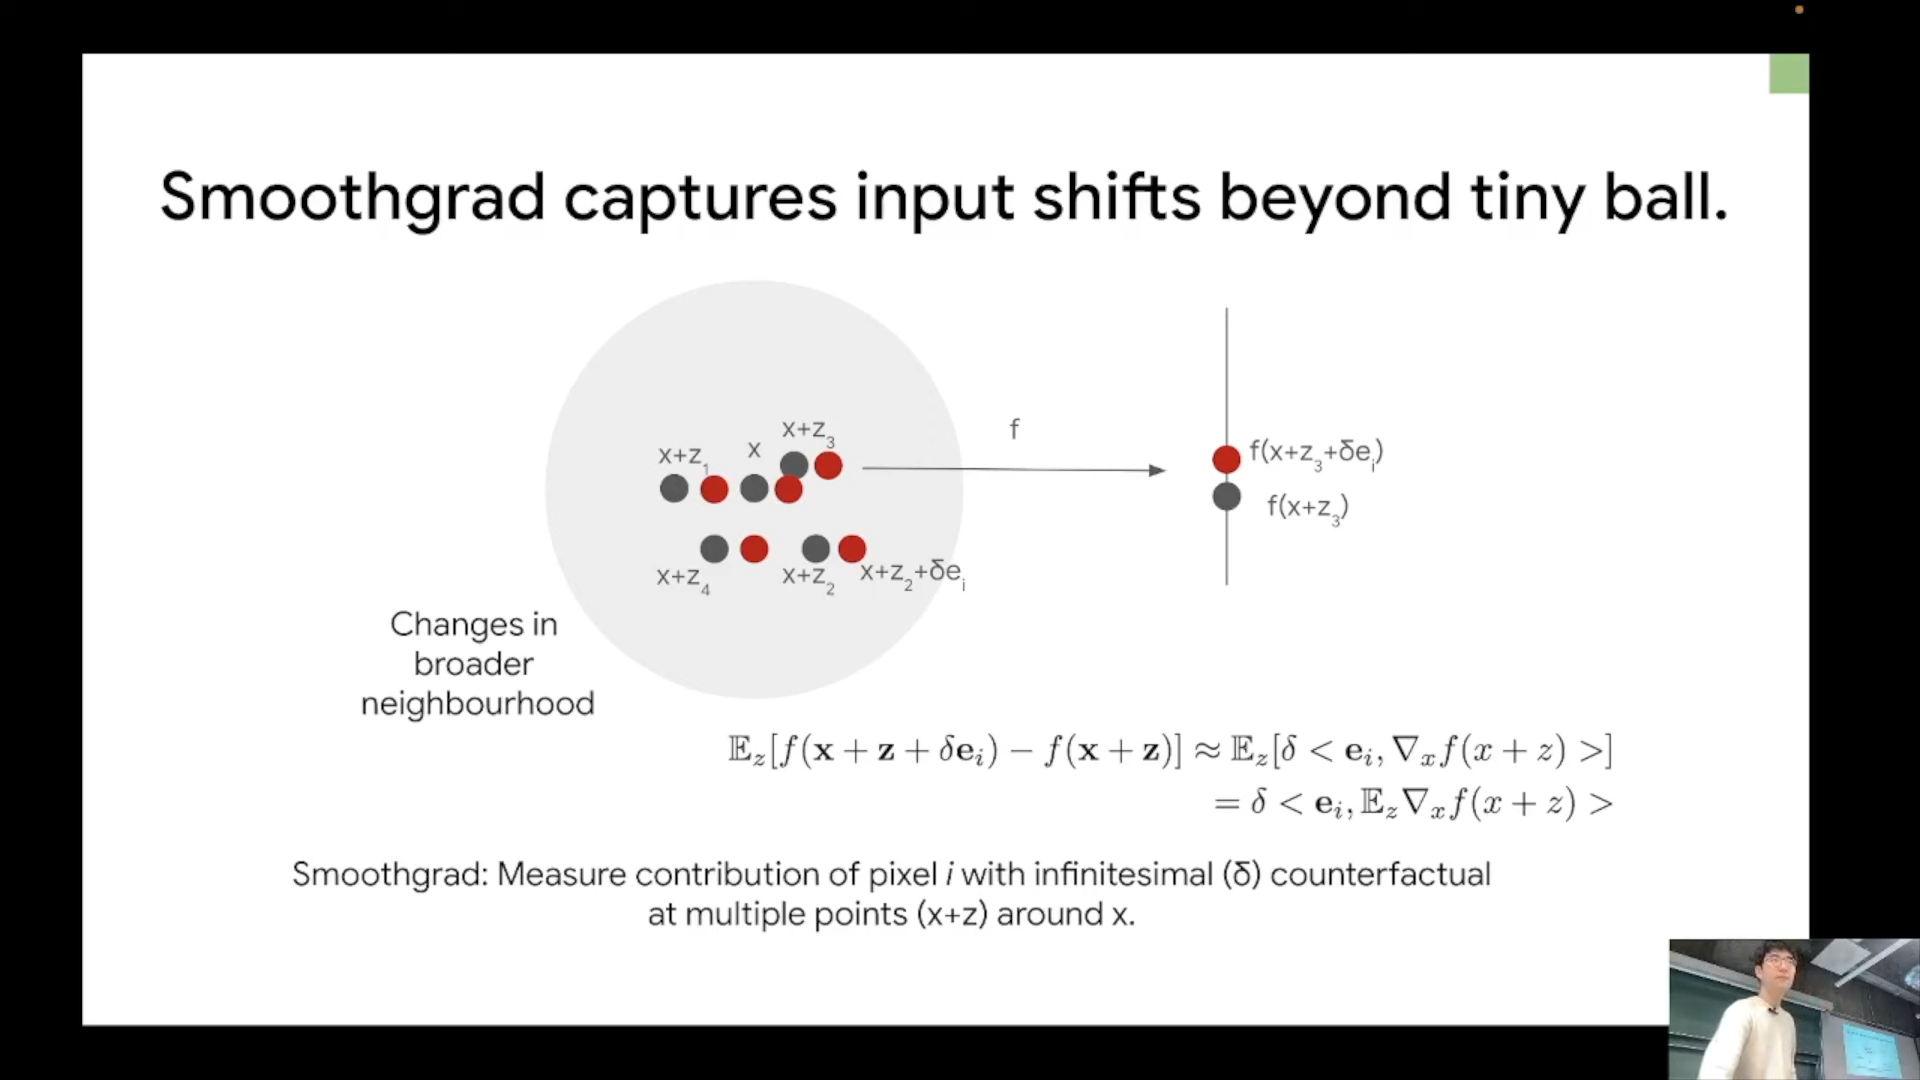 Smoothgrad captures input shifts beyond tiny ball.
x+z₃
x+z₁
x
f
f(x+z₃+δeᵢ)
f(x+z₃)
x+z₄
x+z₂
x+z₂+δeᵢ
Changes in
broader
neighbourhood
𝔼_z[f(𝐱 + 𝐳 + δ𝐞ᵢ) − f(𝐱 + 𝐳)] ≈ 𝔼_z[δ < 𝐞ᵢ, ∇ₓf(x + z) >]
= δ < 𝐞ᵢ, 𝔼_z∇ₓf(x + z) >
Smoothgrad: Measure contribution of pixel i with infinitesimal (δ) counterfactual
at multiple points (x+z) around x.